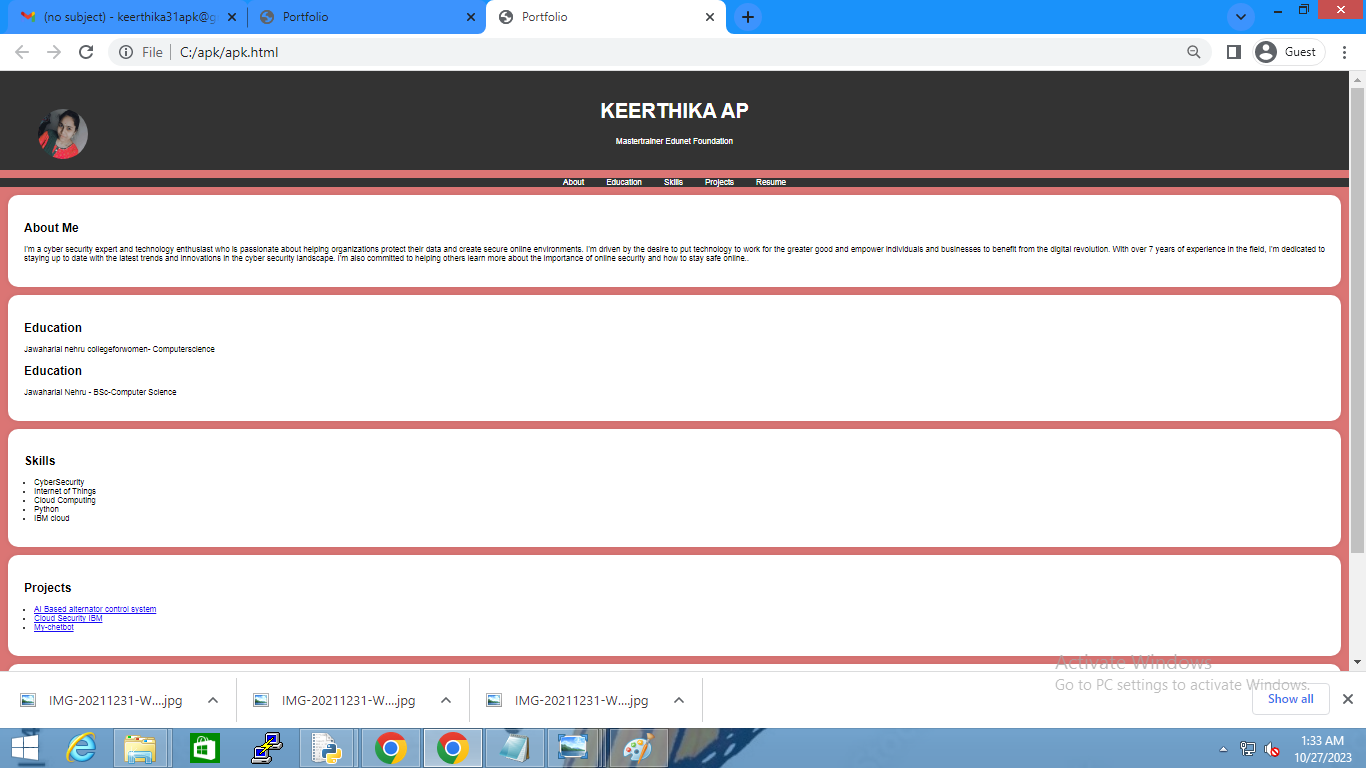 (no subject) - keerthika31apk@g
Portfolio
Portfolio
File
C:/apk/apk.html
Guest
KEERTHIKA AP
Mastertrainer Edunet Foundation
About Education Skills Projects Resume
About Me
I'm a cyber security expert and technology enthusiast who is passionate about helping organizations protect their data and create secure online environments. I'm driven by the desire to put technology to work for the greater good and empower individuals and businesses to benefit from the digital revolution. With over 7 years of experience in the field, I'm dedicated to
staying up to date with the latest trends and innovations in the cyber security landscape. I'm also committed to helping others learn more about the importance of online security and how to stay safe online..
Education
Jawaharlal nehru collegeforwomen- Computerscience
Education
Jawaharlal Nehru - BSc-Computer Science
Skills
CyberSecurity
Internet of Things
Cloud Computing
Python
IBM cloud
Projects
AI Based alternator control system
Cloud Security IBM
My-chetbot
Activate Windows
Go to PC settings to activate Windows.
IMG-20211231-W....jpg
IMG-20211231-W....jpg
IMG-20211231-W....jpg
Show all
1:33 AM
10/27/2023